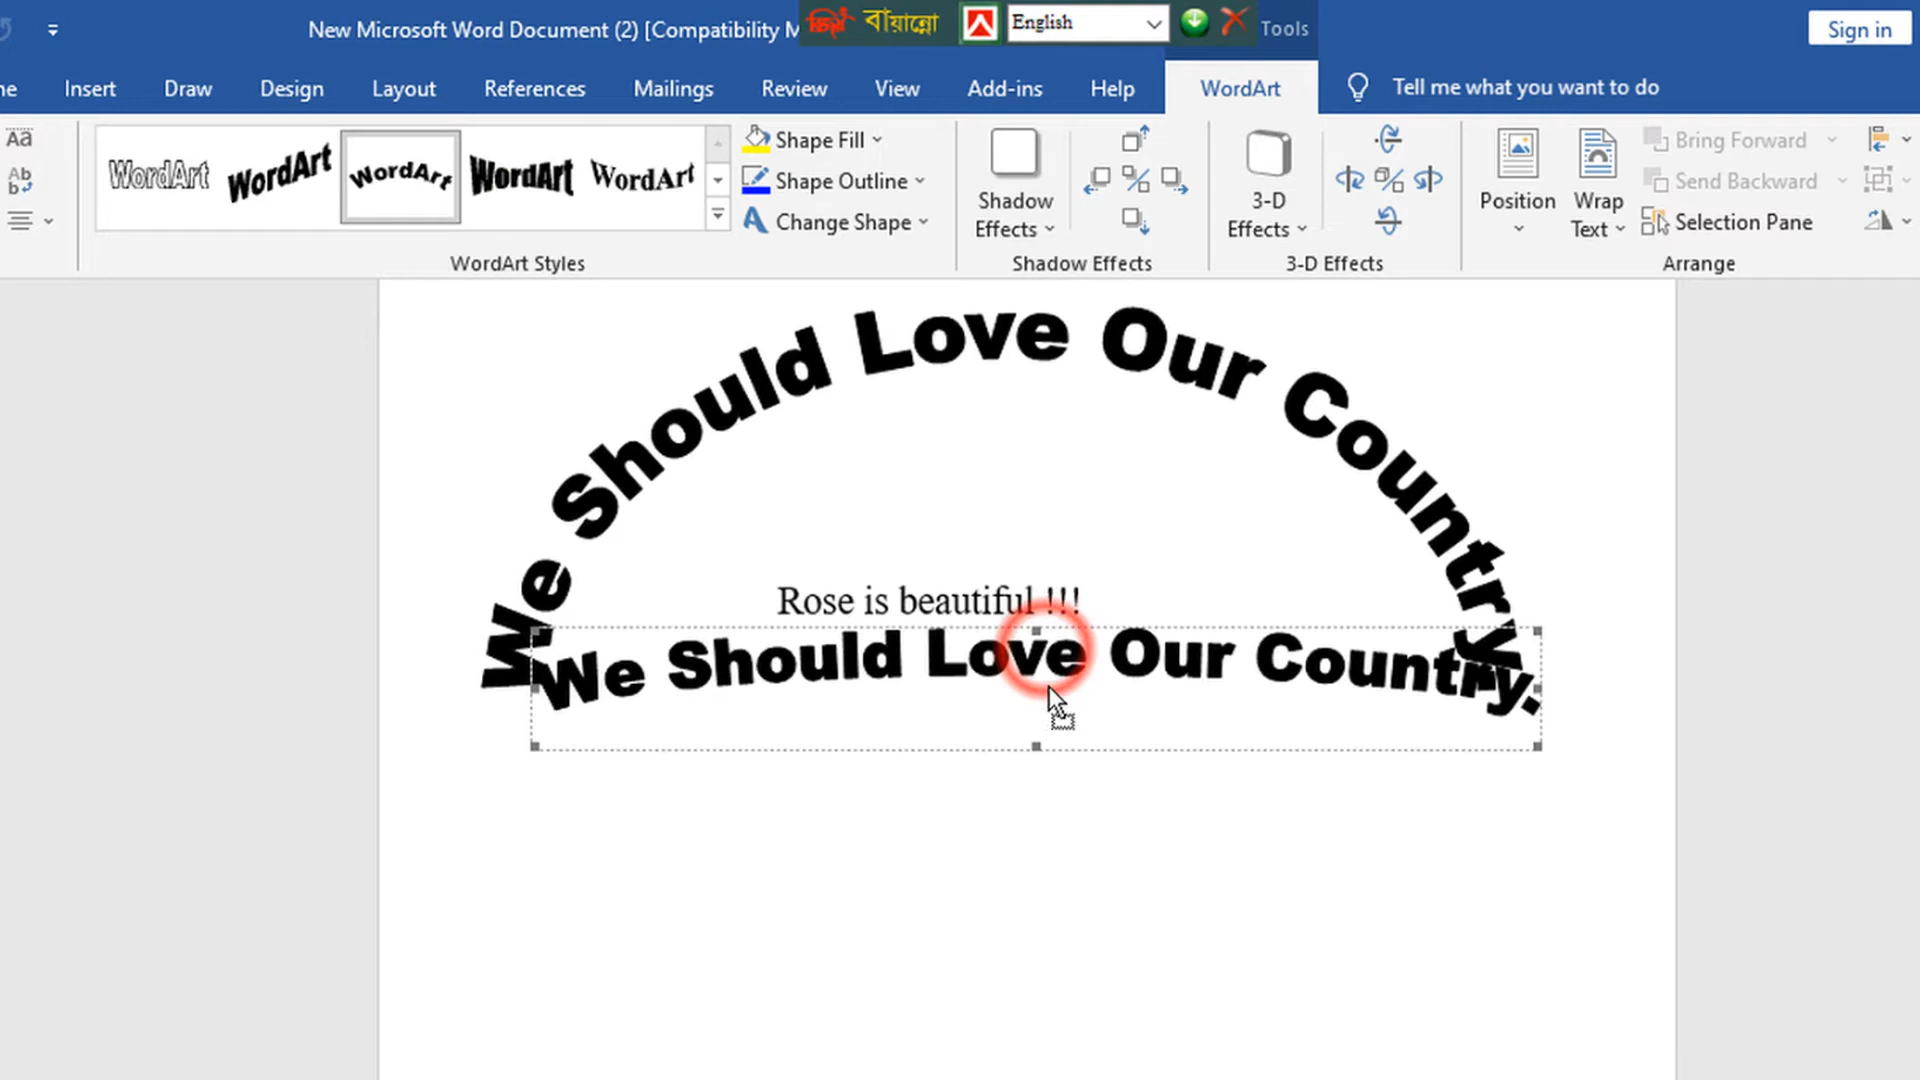 New Microsoft Word Document (2) [Compatibility M
বায়ান্নো
English
Tools
Sign in
ne
Insert
Draw
Design
Layout
References
Mailings
Review
View
Add-ins
Help
WordArt
Tell me what you want to do
Aa
Ab
WordArt
WordArt
WordArt
WordArt
WordArt
Shape Fill
Shape Outline
Change Shape
WordArt Styles
Shadow
Effects
Shadow Effects
3-D
Effects
3-D Effects
Position
Wrap
Text
Bring Forward
Send Backward
Selection Pane
Arrange
We Should Love Our Country.
Rose is beautiful !!!
We Should Love Our Country.